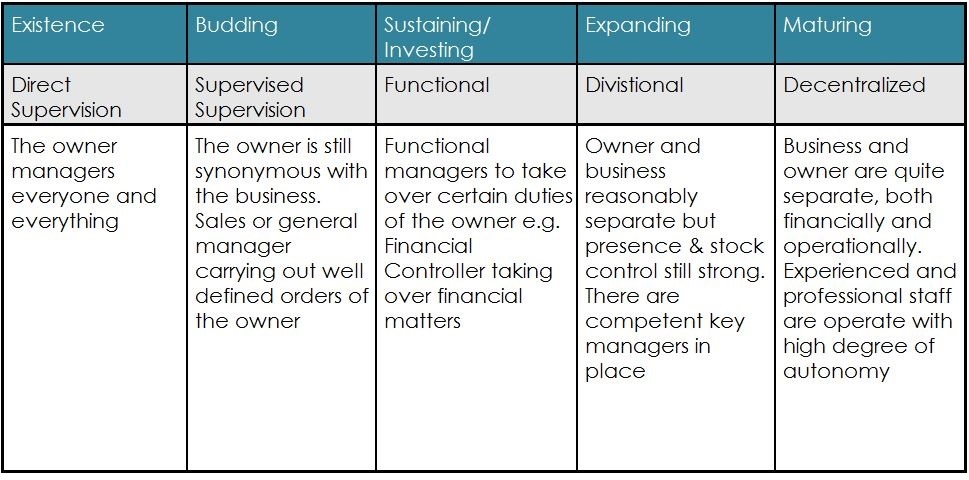 Existence
Budding
Sustaining/
Investing
Expanding
Maturing
Direct
Supervision
Supervised
Supervision
Functional
Divistional
Decentralized
The owner
managers
everyone and
everything
The owner is still
synonymous with
the business.
Sales or general
manager
carrying out well
defined orders of
the owner
Functional
managers to take
over certain duties
of the owner e.g.
Financial
Controller taking
over financial
matters
Owner and
business
reasonably
separate but
presence & stock
control still strong.
There are
competent key
managers in
place
Business and
owner are quite
separate, both
financially and
operationally.
Experienced and
professional staff
are operate with
high degree of
autonomy